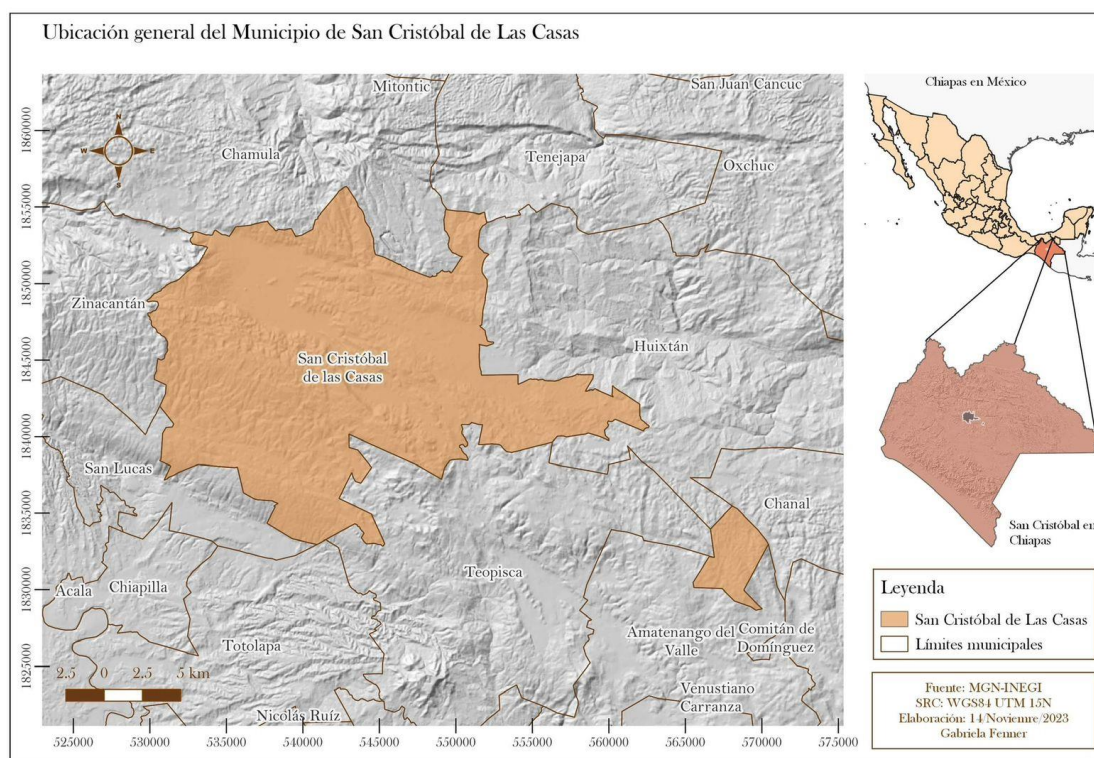 Ubicación general del Municipio de San Cristóbal de Las Casas
Mitontic
San Juan Cancuc
Chamula
Tenejapa
Oxchuc
N
W
E
S
Zinacantán
Huixtán
San Cristóbal
de las Casas
San Lucas
Chanal
Acala
Chiapilla
Teopisca
Totolapa
Amatenango del
Valle
Comitán de
Domínguez
Venustiano
Carranza
Nicolás Ruíz
2.5 0 2.5 5 km
1860000
1855000
1850000
1845000
1840000
1835000
1830000
1825000
525000 530000 535000 540000 545000 550000 555000 560000 565000 570000 575000
Chiapas en México
San Cristóbal en
Chiapas
Leyenda
San Cristóbal de Las Casas
Límites municipales
Fuente: MGN-INEGI
SRC: WGS84 UTM 15N
Elaboración: 14/Novienre/2023
Gabriela Fenner